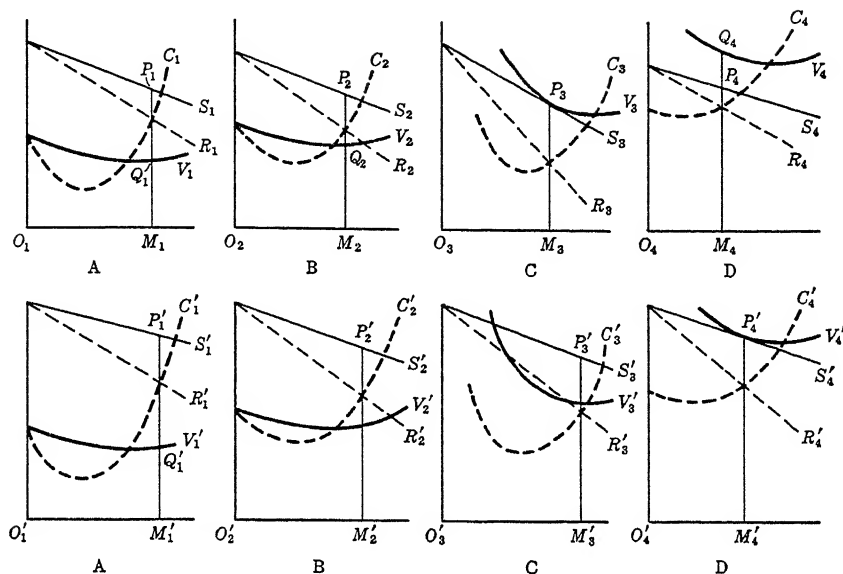 P₁
C₁
S₁
R₁
Q₁′
V₁
O₁
M₁
A
P₂
C₂
S₂
V₂
Q₂
R₂
O₂
M₂
B
P₃
C₃
V₃
S₃
R₃
O₃
M₃
C
Q₄
C₄
V₄
P₄
S₄
R₄
O₄
M₄
D
P₁′
C₁′
S₁′
R₁′
V₁′
Q₁′
O₁′
M₁′
A
P₂′
C₂′
S₂′
V₂′
R₂′
O₂′
M₂′
B
P₃′
C₃′
S₃′
V₃′
R₃′
O₃′
M₃′
C
P₄′
C₄′
V₄′
S₄′
R₄′
O₄′
M₄′
D